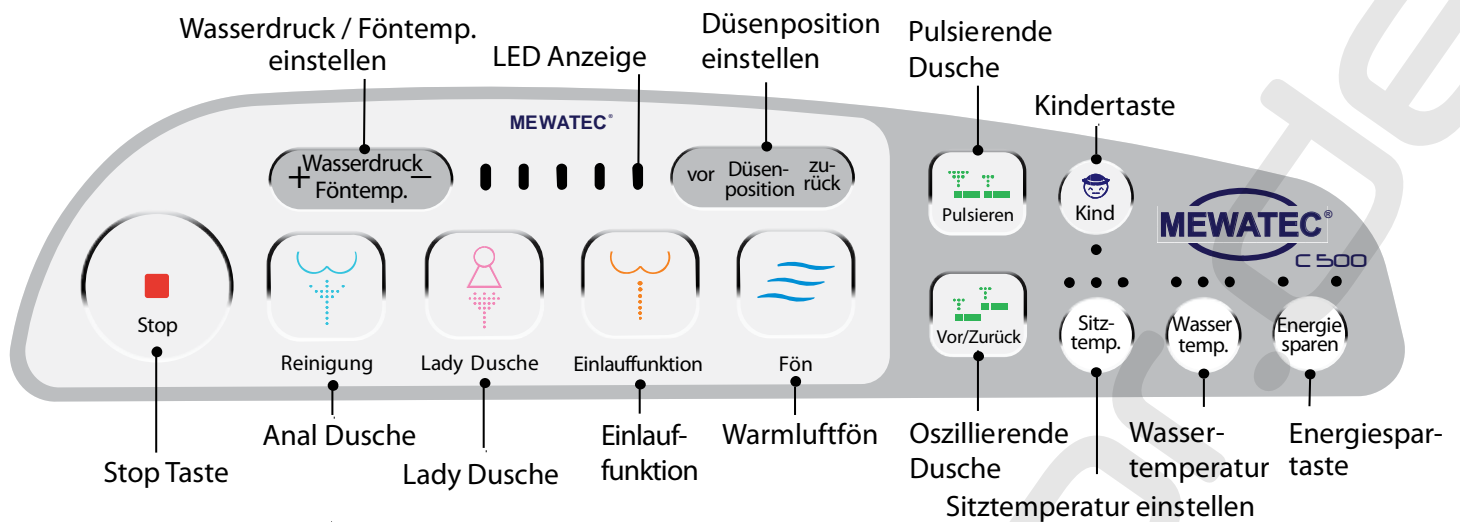 Wasserdruck / Föntemp.
einstellen
LED Anzeige
Düsenposition
einstellen
Pulsierende
Dusche
Kindertaste
MEWATEC®
+ Wasserdruck −
Föntemp.
vor Düsen-
position zu-
rück
Pulsieren
Kind
MEWATEC®
C 500
Stop
Reinigung
Lady Dusche
Einlauffunktion
Fön
Vor/Zurück
Sitz-
temp.
Wasser
temp.
Energie
sparen
Stop Taste
Anal Dusche
Lady Dusche
Einlauf-
funktion
Warmluftfön
Oszillierende
Dusche
Sitztemperatur einstellen
Wasser-
temperatur
Energiespar-
taste